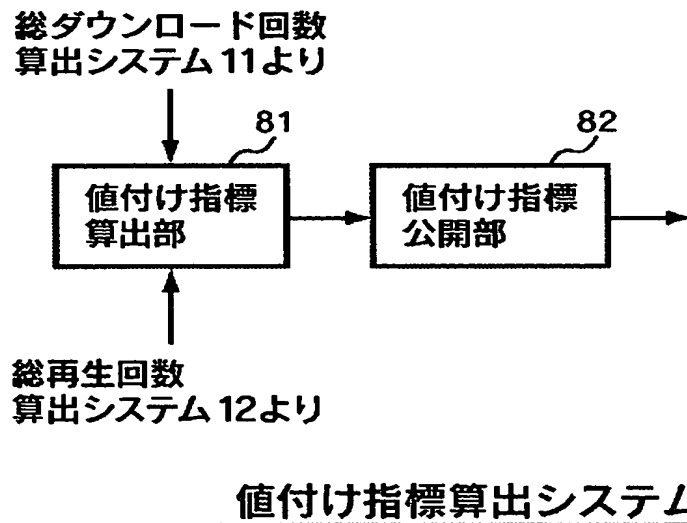 総ダウンロード回数
算出システム11より
81
82
値付け指標
算出部
値付け指標
公開部
総再生回数
算出システム12より
値付け指標算出システム